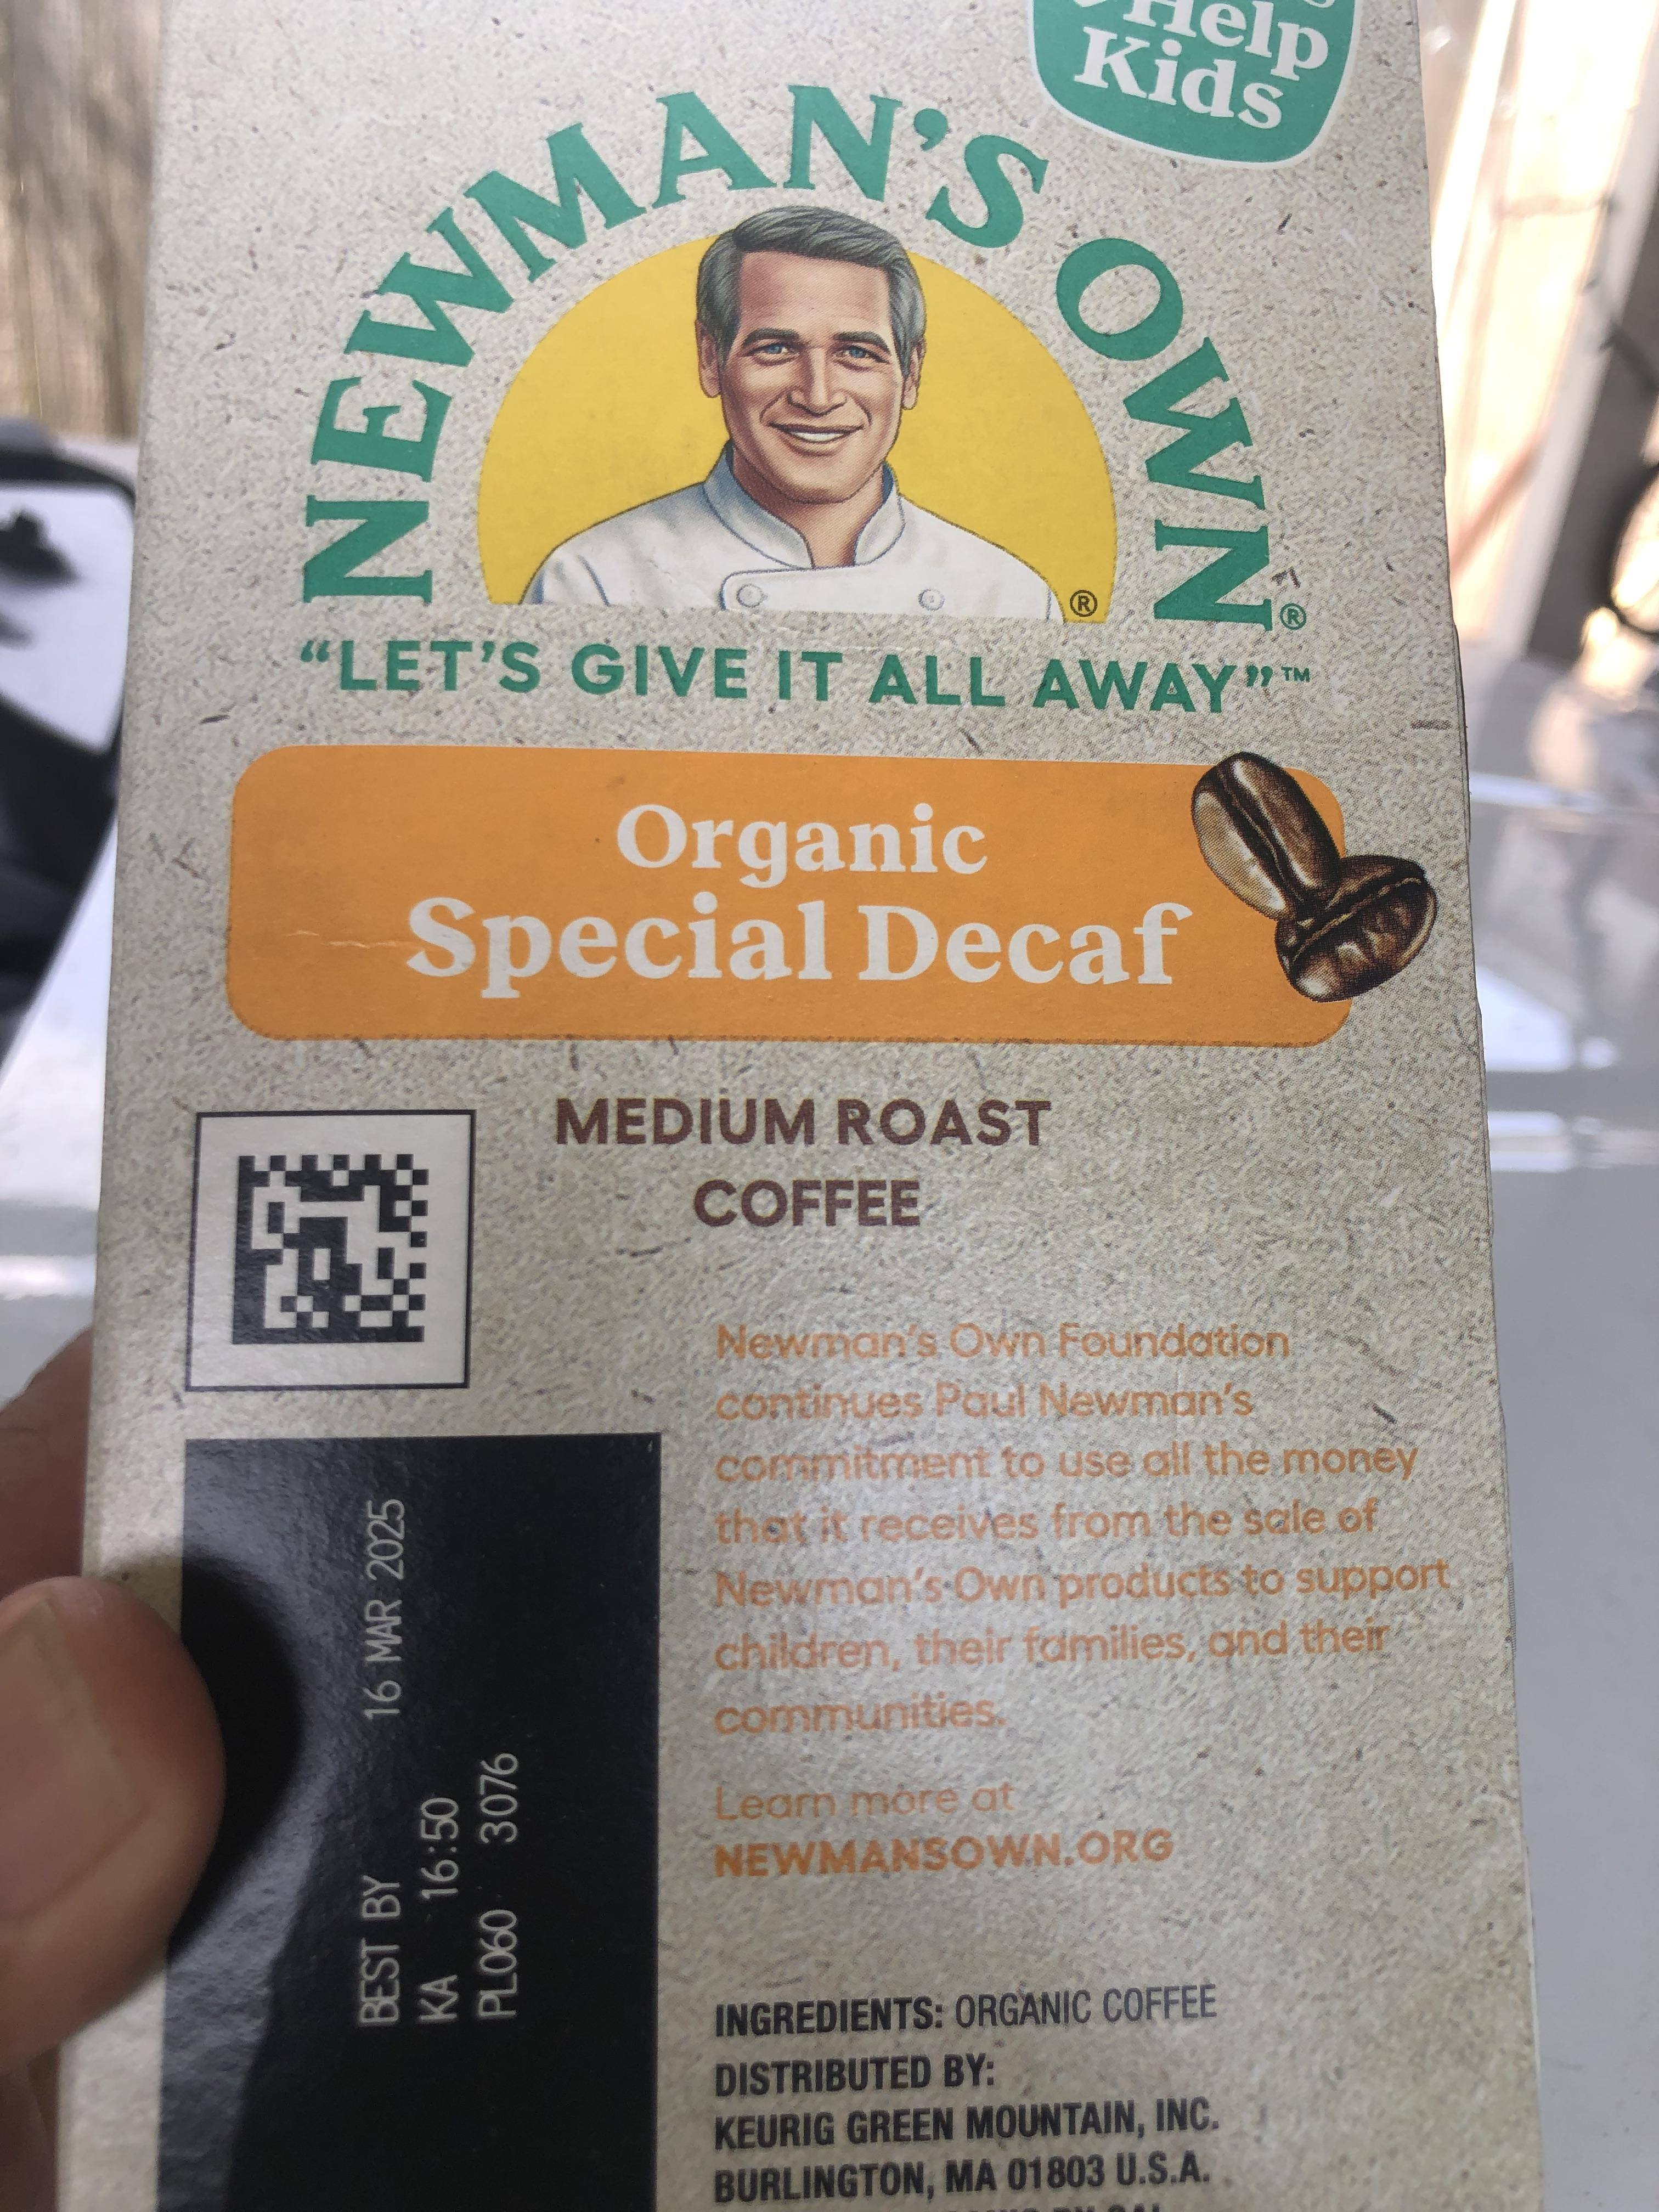 Help
Kids
NEWMAN'S OWN®
®
“LET'S GIVE IT ALL AWAY”™
Organic
Special Decaf
MEDIUM ROAST
COFFEE
Newman's Own Foundation
continues Paul Newman's
commitment to use all the money
that it receives from the sale of
Newman's Own products to support
children, their families, and their
communities.
Learn more at
NEWMANSOWN.ORG
BEST BY 16 MAR 2025
KA 16:50
PL060 3076
INGREDIENTS: ORGANIC COFFEE
DISTRIBUTED BY:
KEURIG GREEN MOUNTAIN, INC.
BURLINGTON, MA 01803 U.S.A.